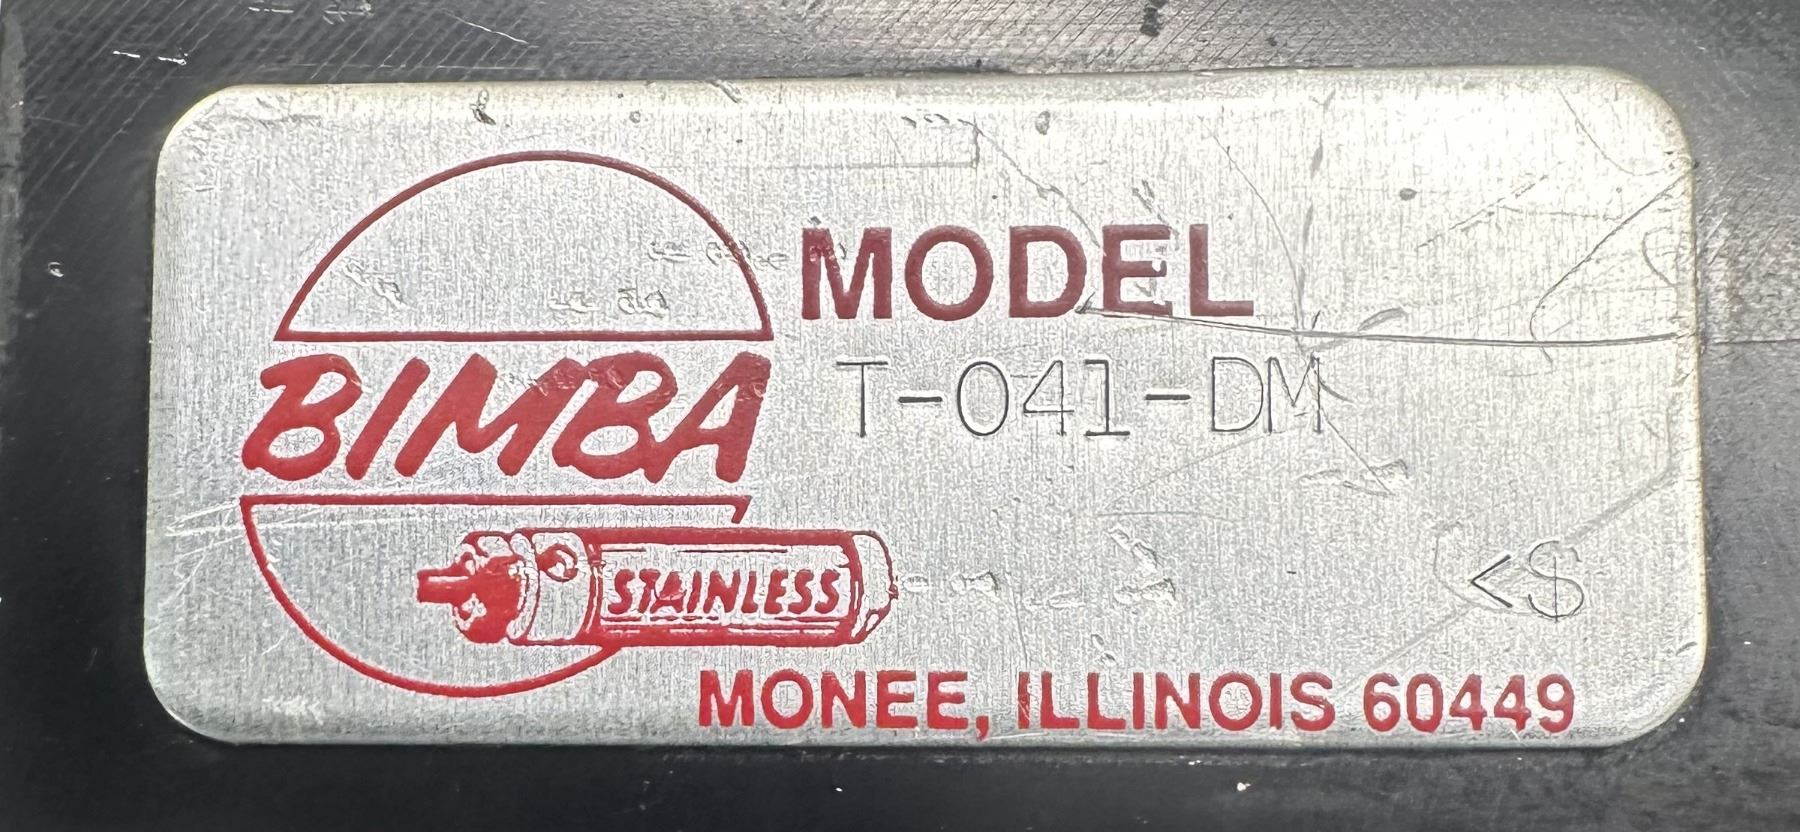 MODEL
BIMBA
T-041-DM
STAINLESS
<S
MONEE, ILLINOIS 60449